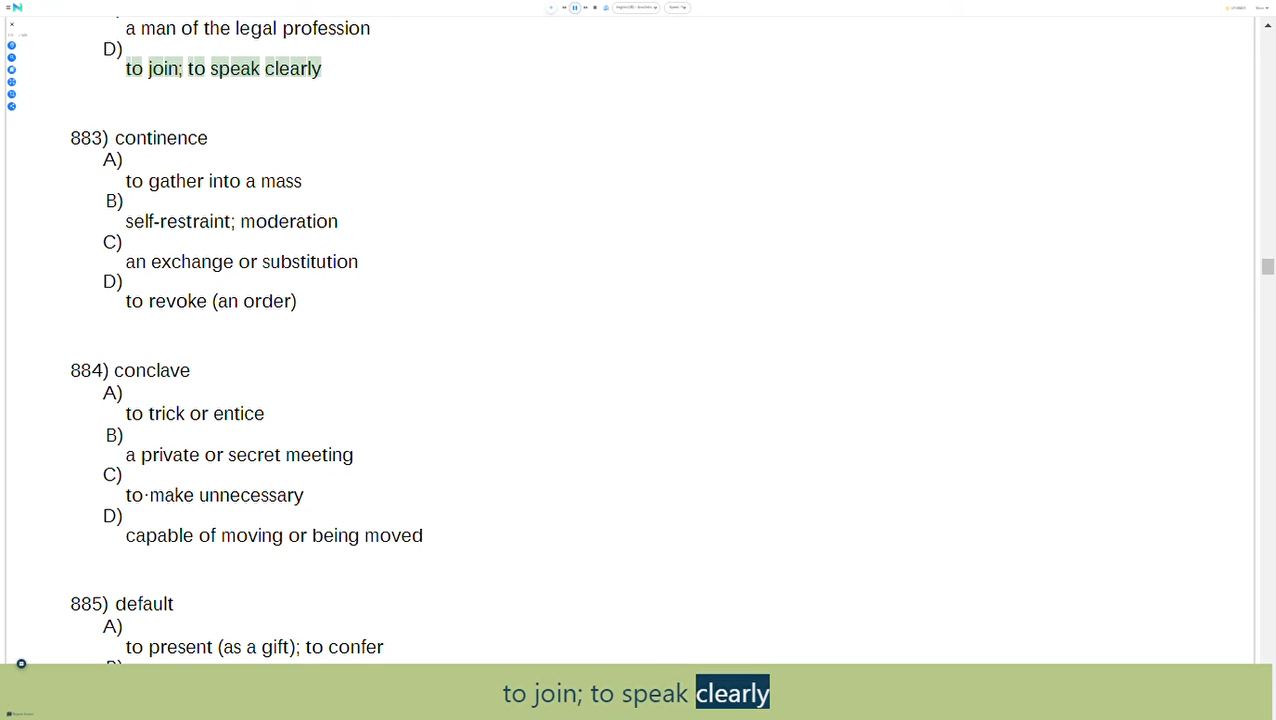 a man of the legal profession
D)
to join; to speak clearly
883) continence
A)
to gather into a mass
B)
self-restraint; moderation
C)
an exchange or substitution
D)
to revoke (an order)
884) conclave
A)
to trick or entice
B)
a private or secret meeting
C)
to·make unnecessary
D)
capable of moving or being moved
885) default
A)
to present (as a gift); to confer
B)
to join; to speak clearly